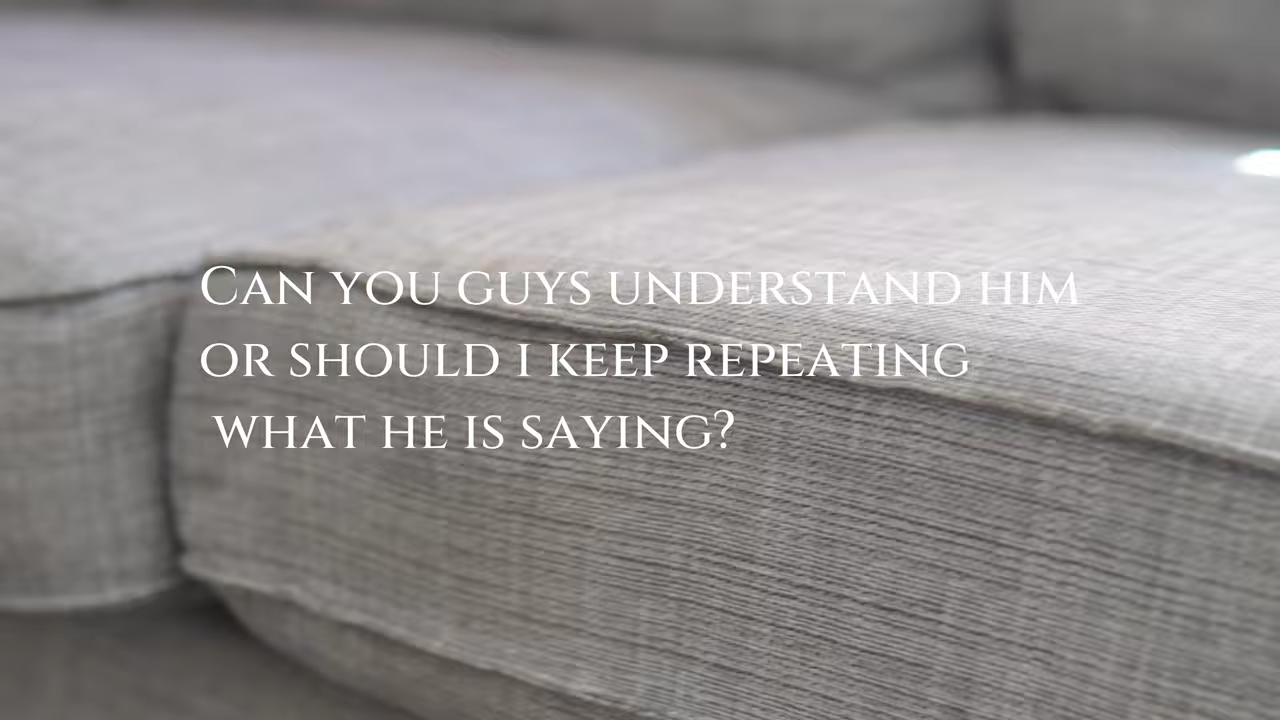 Can you guys understand him
or should I keep repeating
what he is saying?